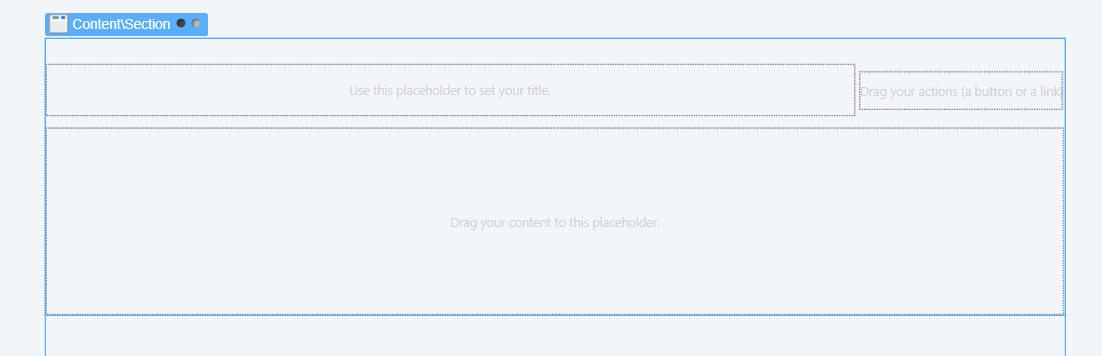 Content\Section
Use this placeholder to set your title.
Drag your actions (a button or a link)
Drag your content to this placeholder.